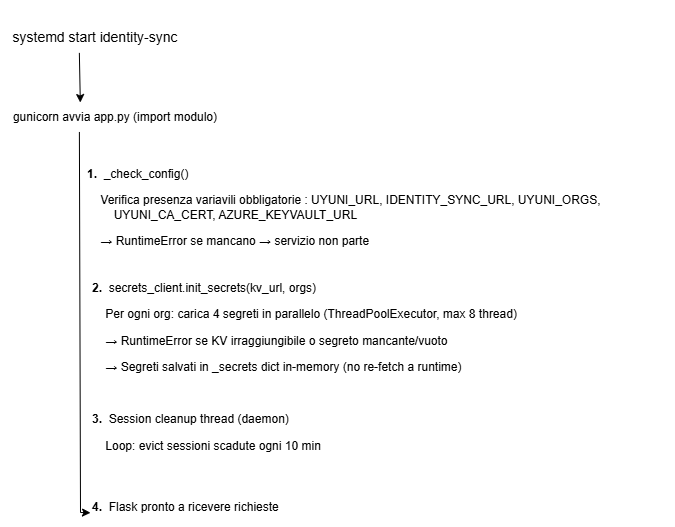 systemd start identity-sync
gunicorn avvia app.py (import modulo)
1. _check_config()
Verifica presenza variavili obbligatorie : UYUNI_URL, IDENTITY_SYNC_URL, UYUNI_ORGS,
UYUNI_CA_CERT, AZURE_KEYVAULT_URL
→ RuntimeError se mancano → servizio non parte
2. secrets_client.init_secrets(kv_url, orgs)
Per ogni org: carica 4 segreti in parallelo (ThreadPoolExecutor, max 8 thread)
→ RuntimeError se KV irraggiungibile o segreto mancante/vuoto
→ Segreti salvati in _secrets dict in-memory (no re-fetch a runtime)
3. Session cleanup thread (daemon)
Loop: evict sessioni scadute ogni 10 min
4. Flask pronto a ricevere richieste